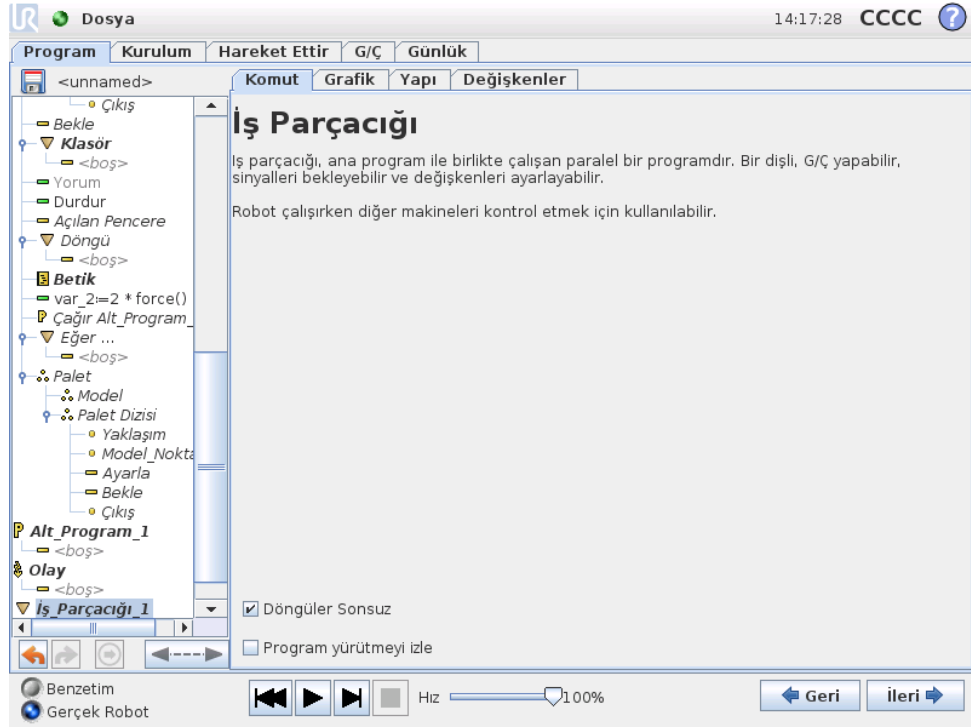 UR Dosya 14:17:28 CCCC ?
Program Kurulum Hareket Ettir G/Ç Günlük
<unnamed>
Komut Grafik Yapı Değişkenler
Çıkış
Bekle
Klasör
<boş>
Yorum
Durdur
Açılan Pencere
Döngü
<boş>
Betik
var_2:=2 * force()
Çağır Alt_Program_
Eğer ...
<boş>
Palet
Model
Palet Dizisi
Yaklaşım
Model_Nokta
Ayarla
Bekle
Çıkış
Alt_Program_1
<boş>
Olay
<boş>
İş_Parçacığı_1
İş Parçacığı
Iş parçacığı, ana program ile birlikte çalışan paralel bir programdır. Bir dişli, G/Ç yapabilir,
sinyalleri bekleyebilir ve değişkenleri ayarlayabilir.
Robot çalışırken diğer makineleri kontrol etmek için kullanılabilir.
Döngüler Sonsuz
Program yürütmeyi izle
Benzetim
Gerçek Robot
Hız 100%
Geri İleri